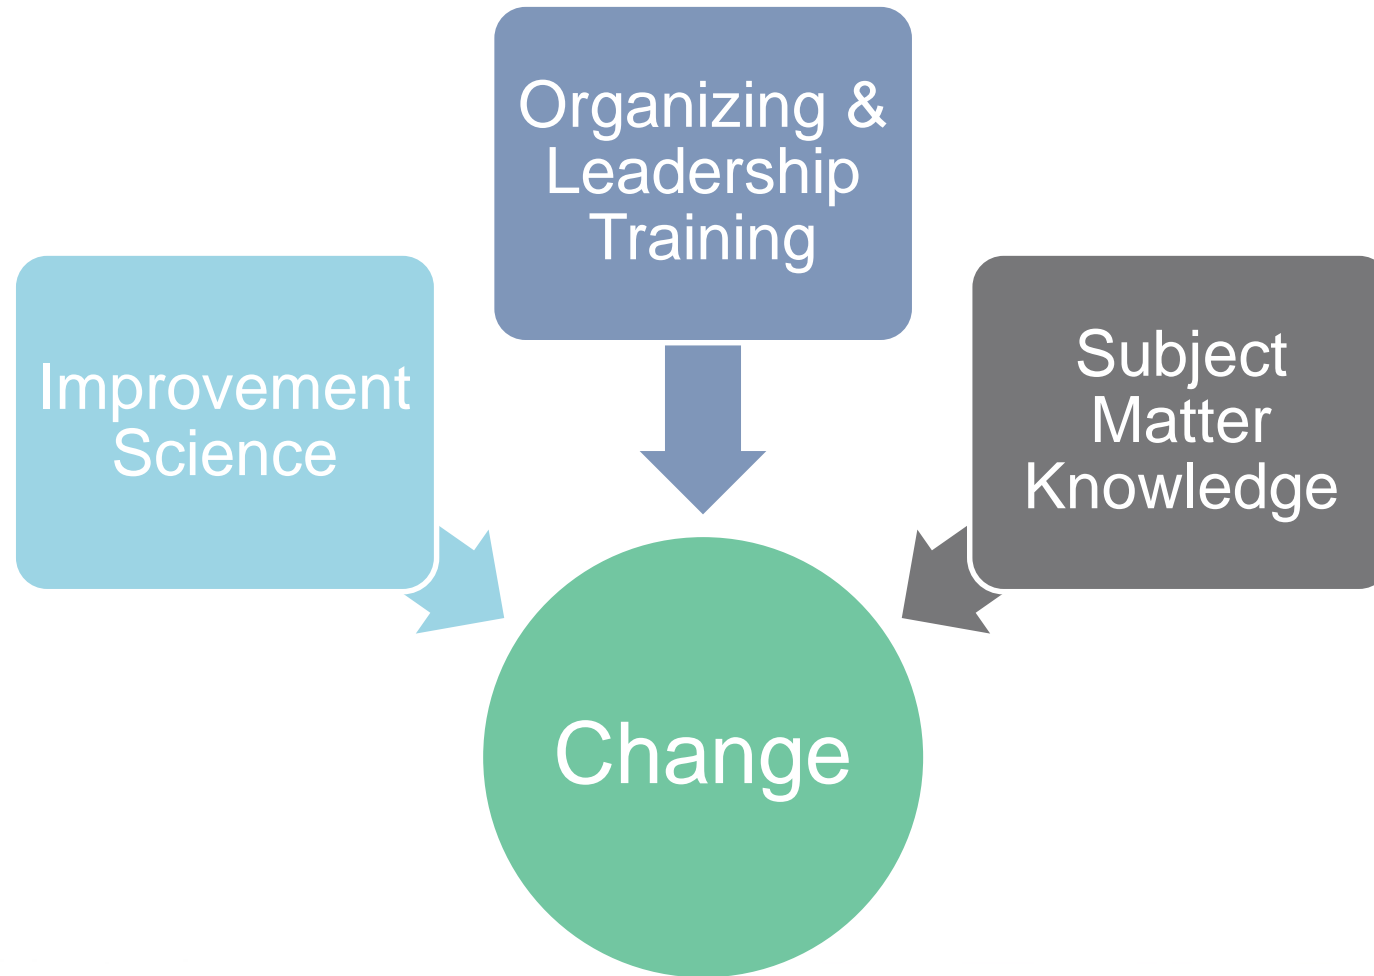 Organizing &
Leadership
Training
Improvement
Science
Subject
Matter
Knowledge
Change